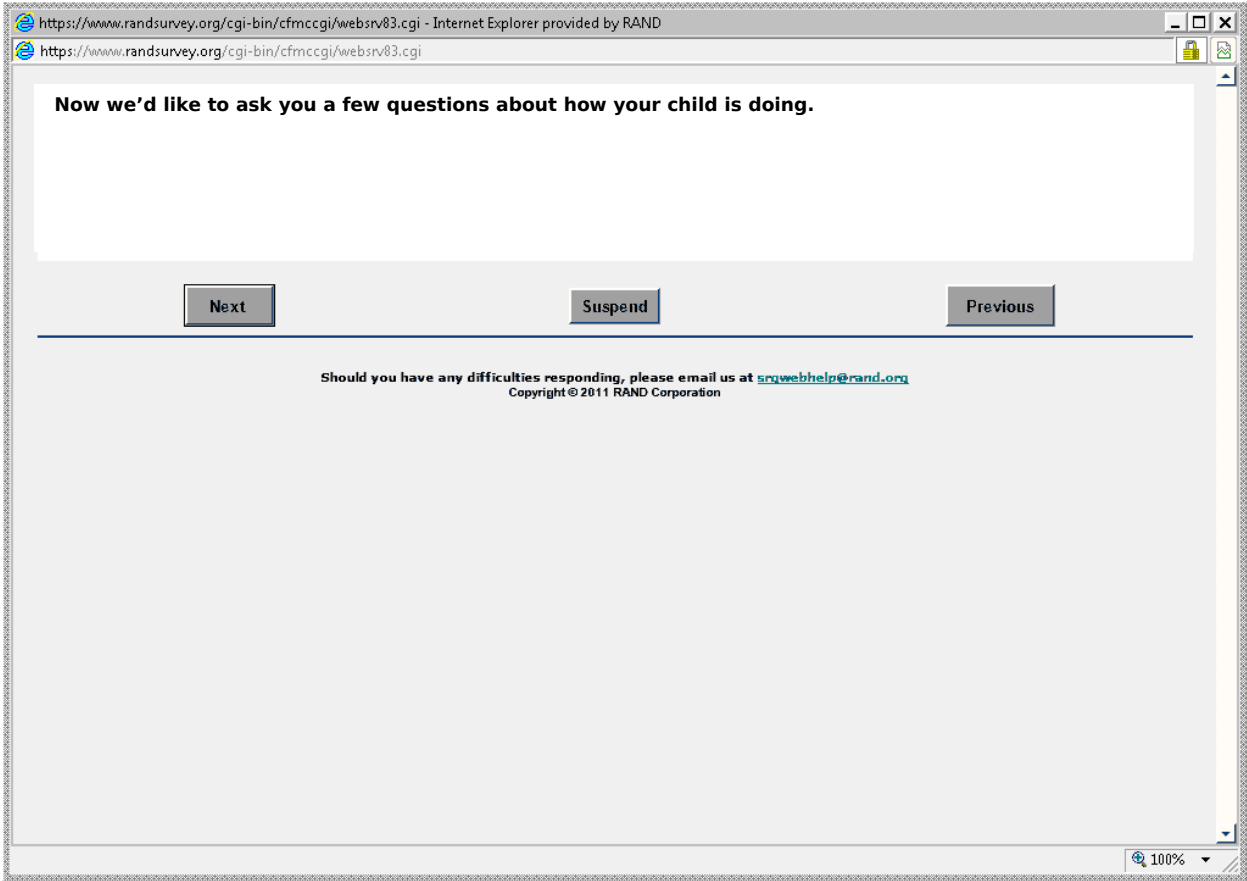 https://www.randsurvey.org/cgi-bin/cfmccgi/websrv83.cgi - Internet Explorer provided by RAND
https://www.randsurvey.org/cgi-bin/cfmccgi/websrv83.cgi
Now we’d like to ask you a few questions about how your child is doing.
Next Suspend Previous
Should you have any difficulties responding, please email us at srgwebhelp@rand.org
Copyright © 2011 RAND Corporation
100%